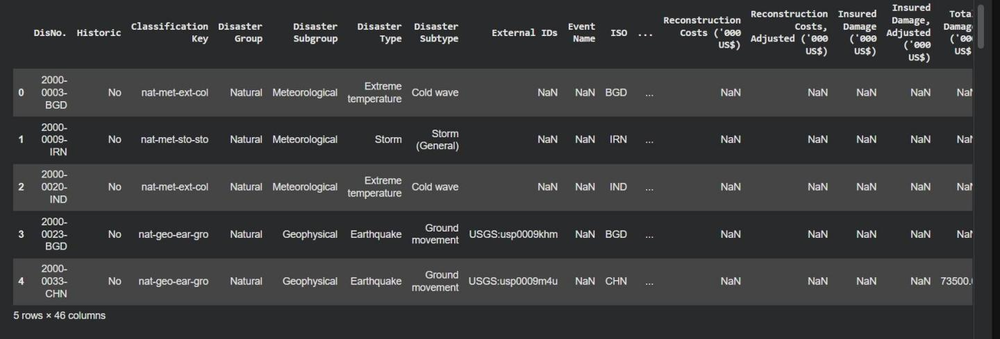 DisNo. Historic Classification Key Disaster Group Disaster Subgroup Disaster Type Disaster Subtype External IDs Event Name ISO ... Reconstruction Costs ('000 US$) Reconstruction Costs, Adjusted ('000 US$) Insured Damage ('000 US$) Insured Damage, Adjusted ('000 US$) Total Damag ('00 US$
0 2000-0003-BGD No nat-met-ext-col Natural Meteorological Extreme temperature Cold wave NaN NaN BGD ... NaN NaN NaN NaN NaN
1 2000-0009-IRN No nat-met-sto-sto Natural Meteorological Storm Storm (General) NaN NaN IRN ... NaN NaN NaN NaN NaN
2 2000-0020-IND No nat-met-ext-col Natural Meteorological Extreme temperature Cold wave NaN NaN IND ... NaN NaN NaN NaN NaN
3 2000-0023-BGD No nat-geo-ear-gro Natural Geophysical Earthquake Ground movement USGS:usp0009khm NaN BGD ... NaN NaN NaN NaN NaN
4 2000-0033-CHN No nat-geo-ear-gro Natural Geophysical Earthquake Ground movement USGS:usp0009m4u NaN CHN ... NaN NaN NaN NaN 73500.
5 rows × 46 columns